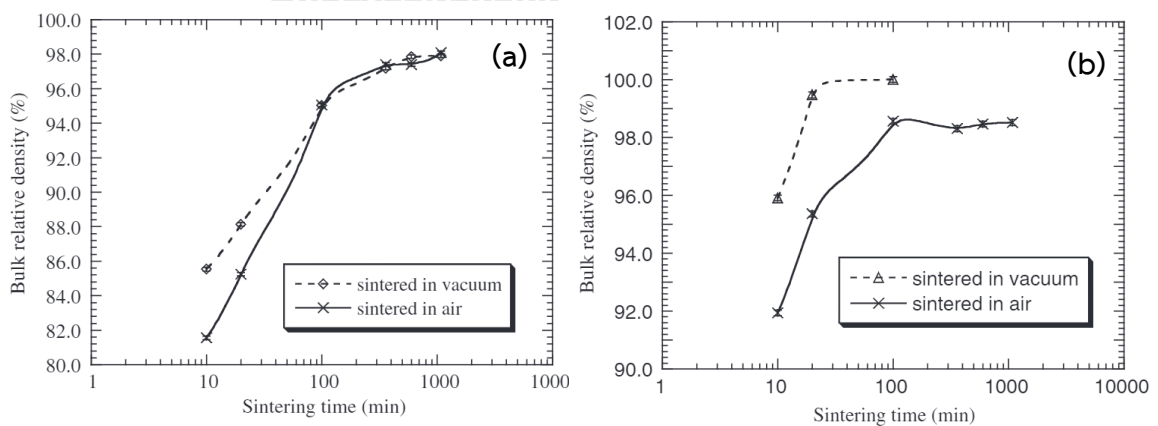 100.0
98.0
96.0
94.0
92.0
90.0
88.0
86.0
84.0
82.0
80.0
Bulk relative density (%)
(a)
sintered in vacuum
sintered in air
1 10 100 1000 1000
Sintering time (min)
102.0
100.0
98.0
96.0
94.0
92.0
90.0
Bulk relative density (%)
(b)
sintered in vacuum
sintered in air
1 10 100 1000 10000
Sintering time (min)